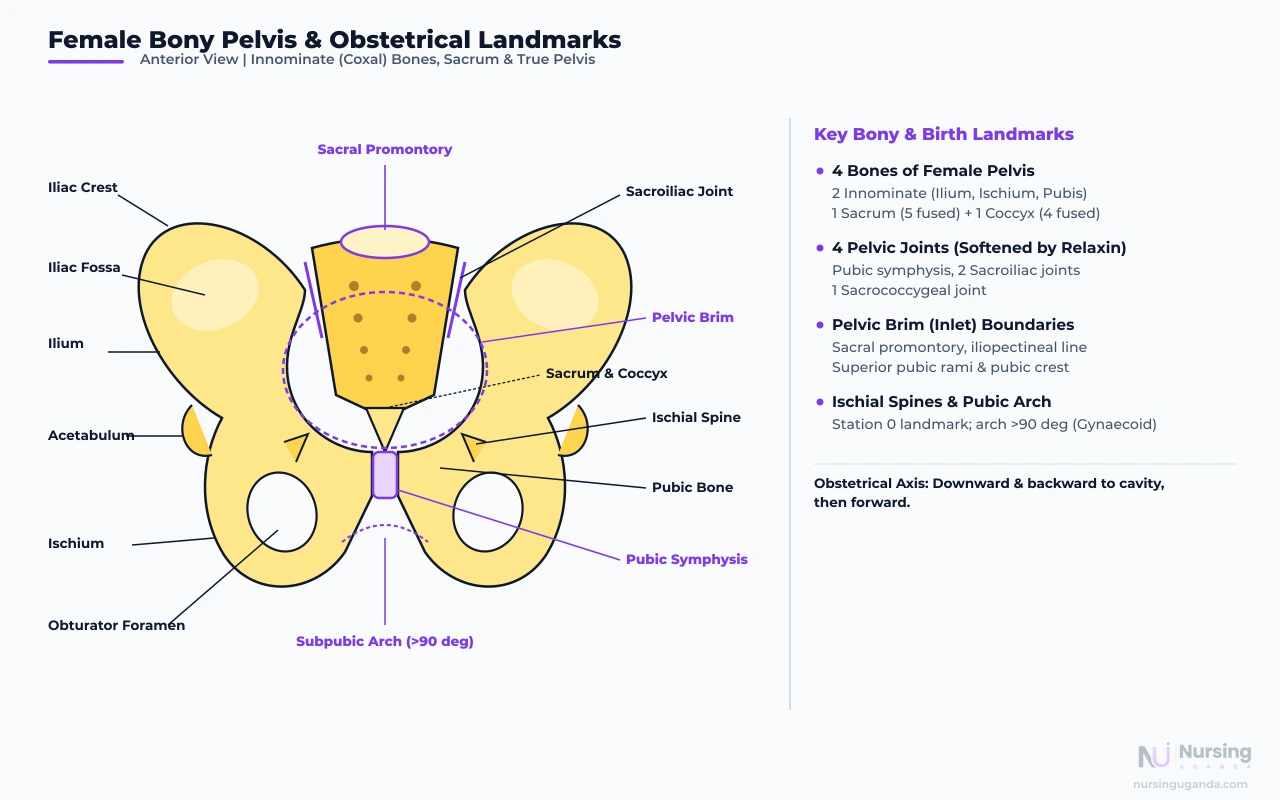 Female Bony Pelvis & Obstetrical Landmarks
Anterior View | Innominate (Coxal) Bones, Sacrum & True Pelvis
Sacral Promontory
Iliac Crest
Sacroiliac Joint
Iliac Fossa
Pelvic Brim
Ilium
Sacrum & Coccyx
Ischial Spine
Acetabulum
Pubic Bone
Ischium
Pubic Symphysis
Obturator Foramen
Subpubic Arch (>90 deg)
Key Bony & Birth Landmarks
4 Bones of Female Pelvis
2 Innominate (Ilium, Ischium, Pubis)
1 Sacrum (5 fused) + 1 Coccyx (4 fused)
4 Pelvic Joints (Softened by Relaxin)
Pubic symphysis, 2 Sacroiliac joints
1 Sacrococcygeal joint
Pelvic Brim (Inlet) Boundaries
Sacral promontory, iliopectineal line
Superior pubic rami & pubic crest
Ischial Spines & Pubic Arch
Station 0 landmark; arch >90 deg (Gynaecoid)
Obstetrical Axis: Downward & backward to cavity,
then forward.
NU Nursing
UGANDA
nursinguganda.com